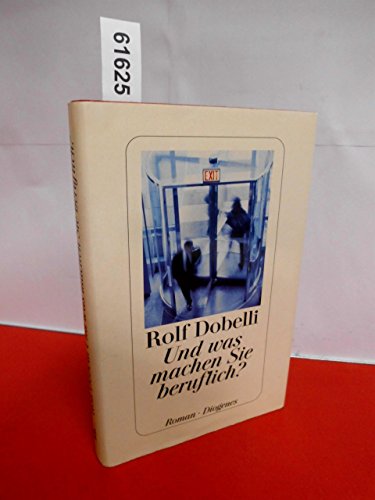 61625
EXIT
Rolf Dobelli
Und was
machen Sie
beruflich?
Roman · Diogenes